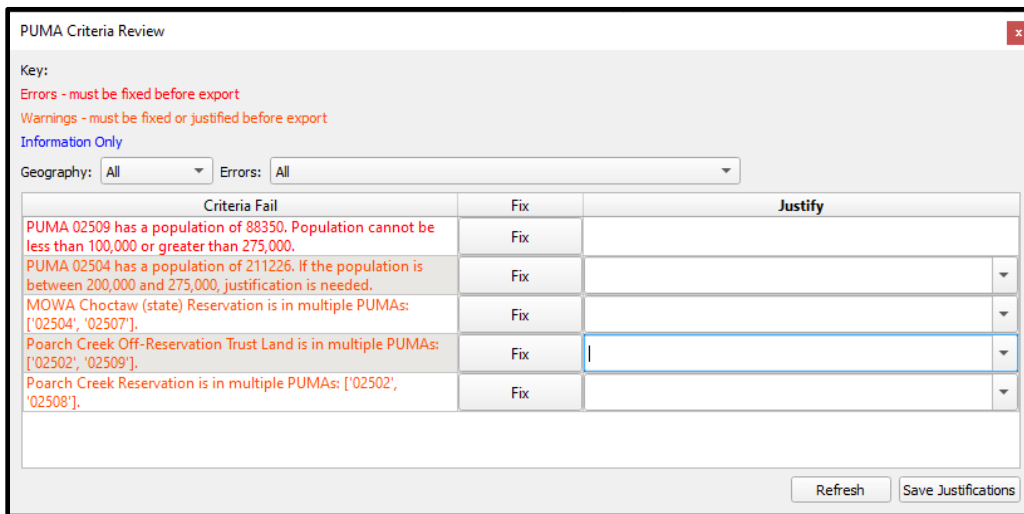 PUMA Criteria Review
x
Key:
Errors - must be fixed before export
Warnings - must be fixed or justified before export
Information Only
Geography: All Errors: All
Criteria Fail Fix Justify
PUMA 02509 has a population of 88350. Population cannot be
less than 100,000 or greater than 275,000.
Fix
PUMA 02504 has a population of 211226. If the population is
between 200,000 and 275,000, justification is needed.
Fix
MOWA Choctaw (state) Reservation is in multiple PUMAs:
['02504', '02507'].
Fix
Poarch Creek Off-Reservation Trust Land is in multiple PUMAs:
['02502', '02509'].
Fix
Poarch Creek Reservation is in multiple PUMAs: ['02502',
'02508'].
Fix
Refresh Save Justifications